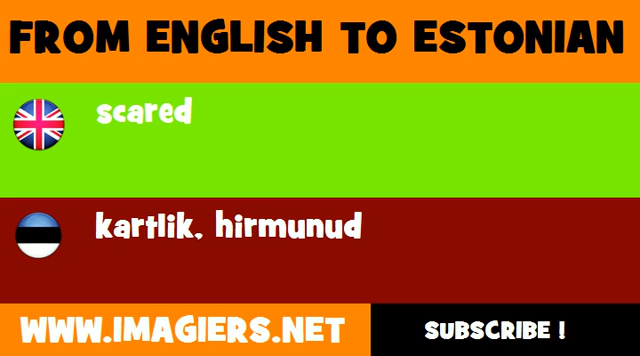 FROM ENGLISH TO ESTONIAN
scared
kartlik, hirmunud
WWW.IMAGIERS.NET
SUBSCRIBE !